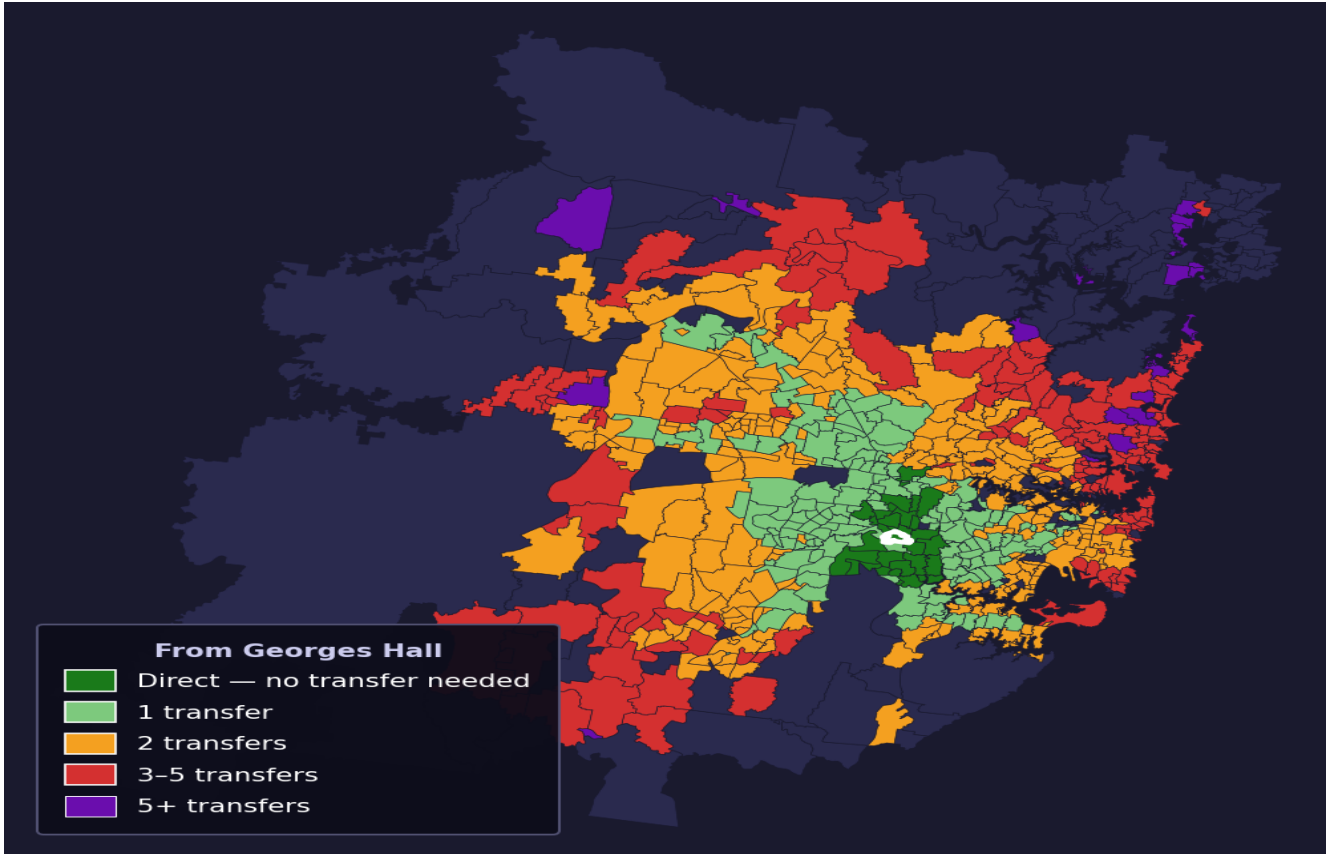 From Georges Hall
Direct — no transfer needed
1 transfer
2 transfers
3–5 transfers
5+ transfers